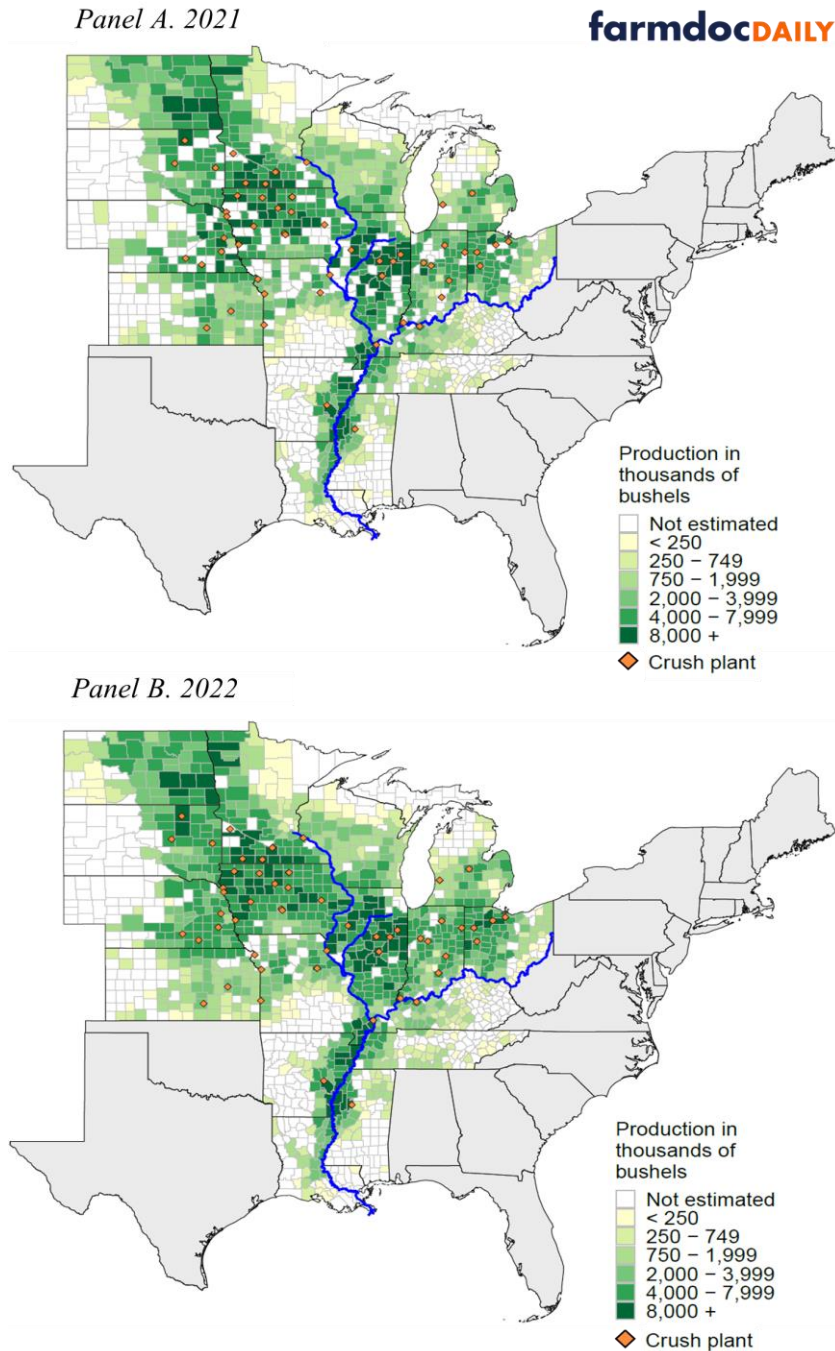 Panel A. 2021
farmdocDAILY
Production in
thousands of
bushels
Not estimated
< 250
250 − 749
750 − 1,999
2,000 − 3,999
4,000 − 7,999
8,000 +
Crush plant
Panel B. 2022
Production in
thousands of
bushels
Not estimated
< 250
250 − 749
750 − 1,999
2,000 − 3,999
4,000 − 7,999
8,000 +
Crush plant